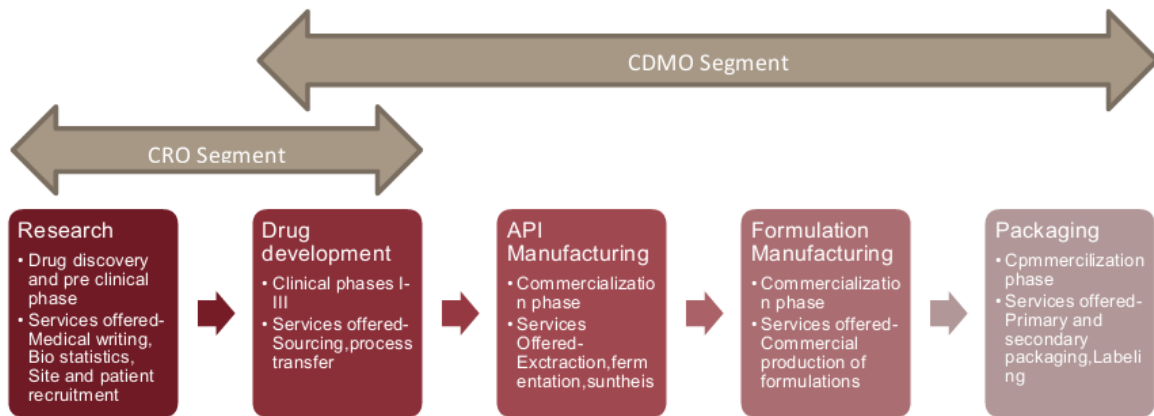 CDMO Segment
CRO Segment
Research
• Drug discovery and pre clinical
phase
• Services offered-
Medical writing,
Bio statistics,
Site and patient
recruitment
Drug
development
• Clinical phases I-
III
• Services offered-
Sourcing,process
transfer
API
Manufacturing
• Commercializatio
n phase
• Services
Offered-
Exctraction,ferm
entation,suntheis
Formulation
Manufacturing
• Commercializatio
n phase
• Services offered-
Commercial
production of
formulations
Packaging
• Cpmmercilization
phase
• Services offered-
Primary and
secondary
packaging,Labeli
ng